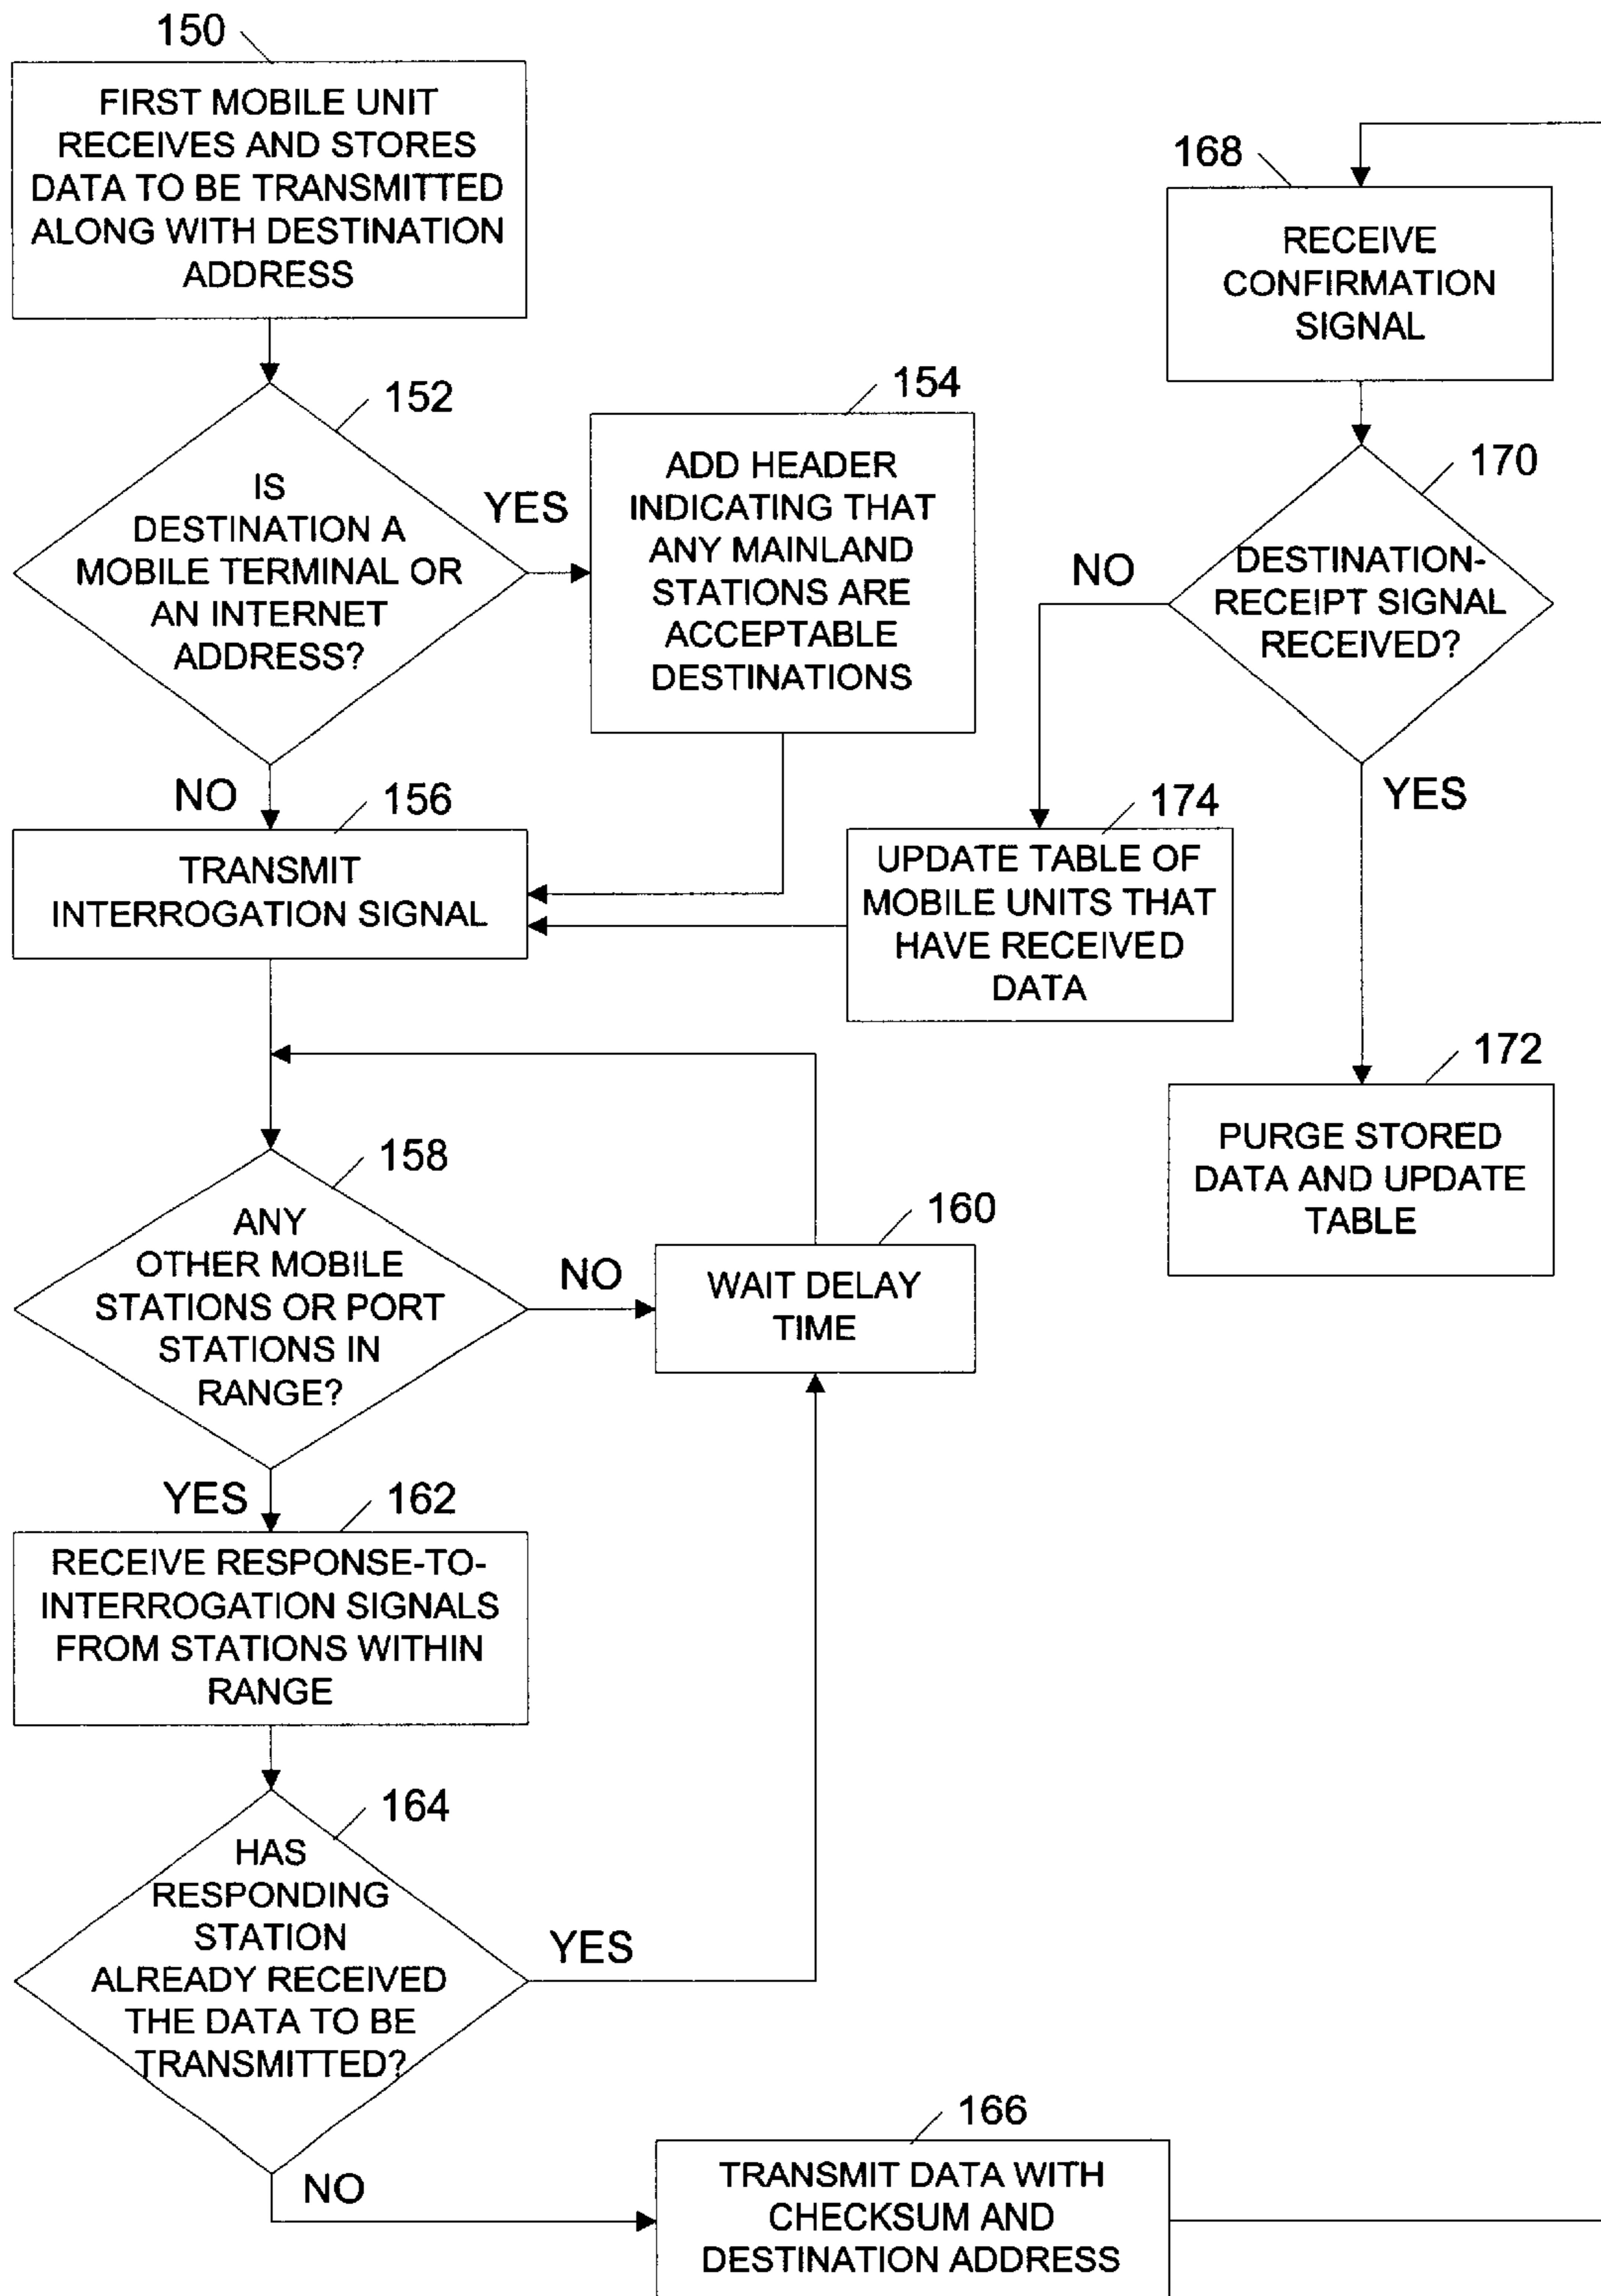 150
FIRST MOBILE UNIT
RECEIVES AND STORES
DATA TO BE TRANSMITTED
ALONG WITH DESTINATION
ADDRESS
152
IS
DESTINATION A
MOBILE TERMINAL OR
AN INTERNET
ADDRESS?
YES
NO
154
ADD HEADER
INDICATING THAT
ANY MAINLAND
STATIONS ARE
ACCEPTABLE
DESTINATIONS
156
TRANSMIT
INTERROGATION SIGNAL
158
ANY
OTHER MOBILE
STATIONS OR PORT
STATIONS IN
RANGE?
NO
YES
160
WAIT DELAY
TIME
162
RECEIVE RESPONSE-TO-
INTERROGATION SIGNALS
FROM STATIONS WITHIN
RANGE
164
HAS
RESPONDING
STATION
ALREADY RECEIVED
THE DATA TO BE
TRANSMITTED?
YES
NO
166
TRANSMIT DATA WITH
CHECKSUM AND
DESTINATION ADDRESS
168
RECEIVE
CONFIRMATION
SIGNAL
170
DESTINATION-
RECEIPT SIGNAL
RECEIVED?
NO
YES
174
UPDATE TABLE OF
MOBILE UNITS THAT
HAVE RECEIVED
DATA
172
PURGE STORED
DATA AND UPDATE
TABLE